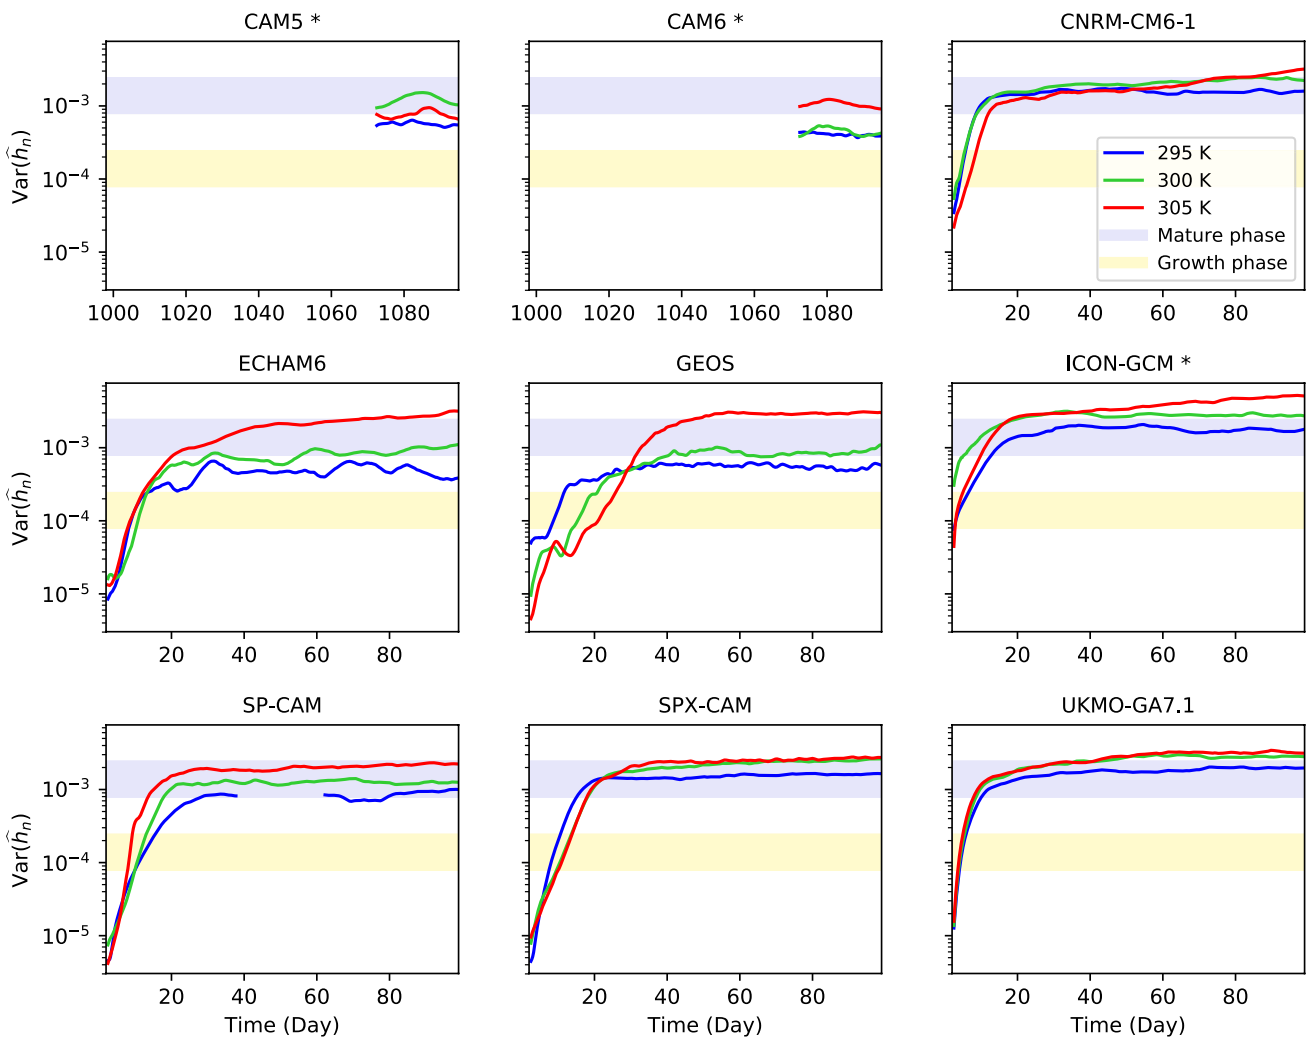 CAM5 *
CAM6 *
CNRM-CM6-1
Var(ĥₙ)
10⁻³
10⁻⁴
10⁻⁵
1000 1020 1040 1060 1080
1000 1020 1040 1060 1080
20 40 60 80
295 K
300 K
305 K
Mature phase
Growth phase
ECHAM6
GEOS
ICON-GCM *
Var(ĥₙ)
10⁻³
10⁻⁴
10⁻⁵
20 40 60 80
20 40 60 80
20 40 60 80
SP-CAM
SPX-CAM
UKMO-GA7.1
Var(ĥₙ)
10⁻³
10⁻⁴
10⁻⁵
20 40 60 80
20 40 60 80
20 40 60 80
Time (Day)
Time (Day)
Time (Day)